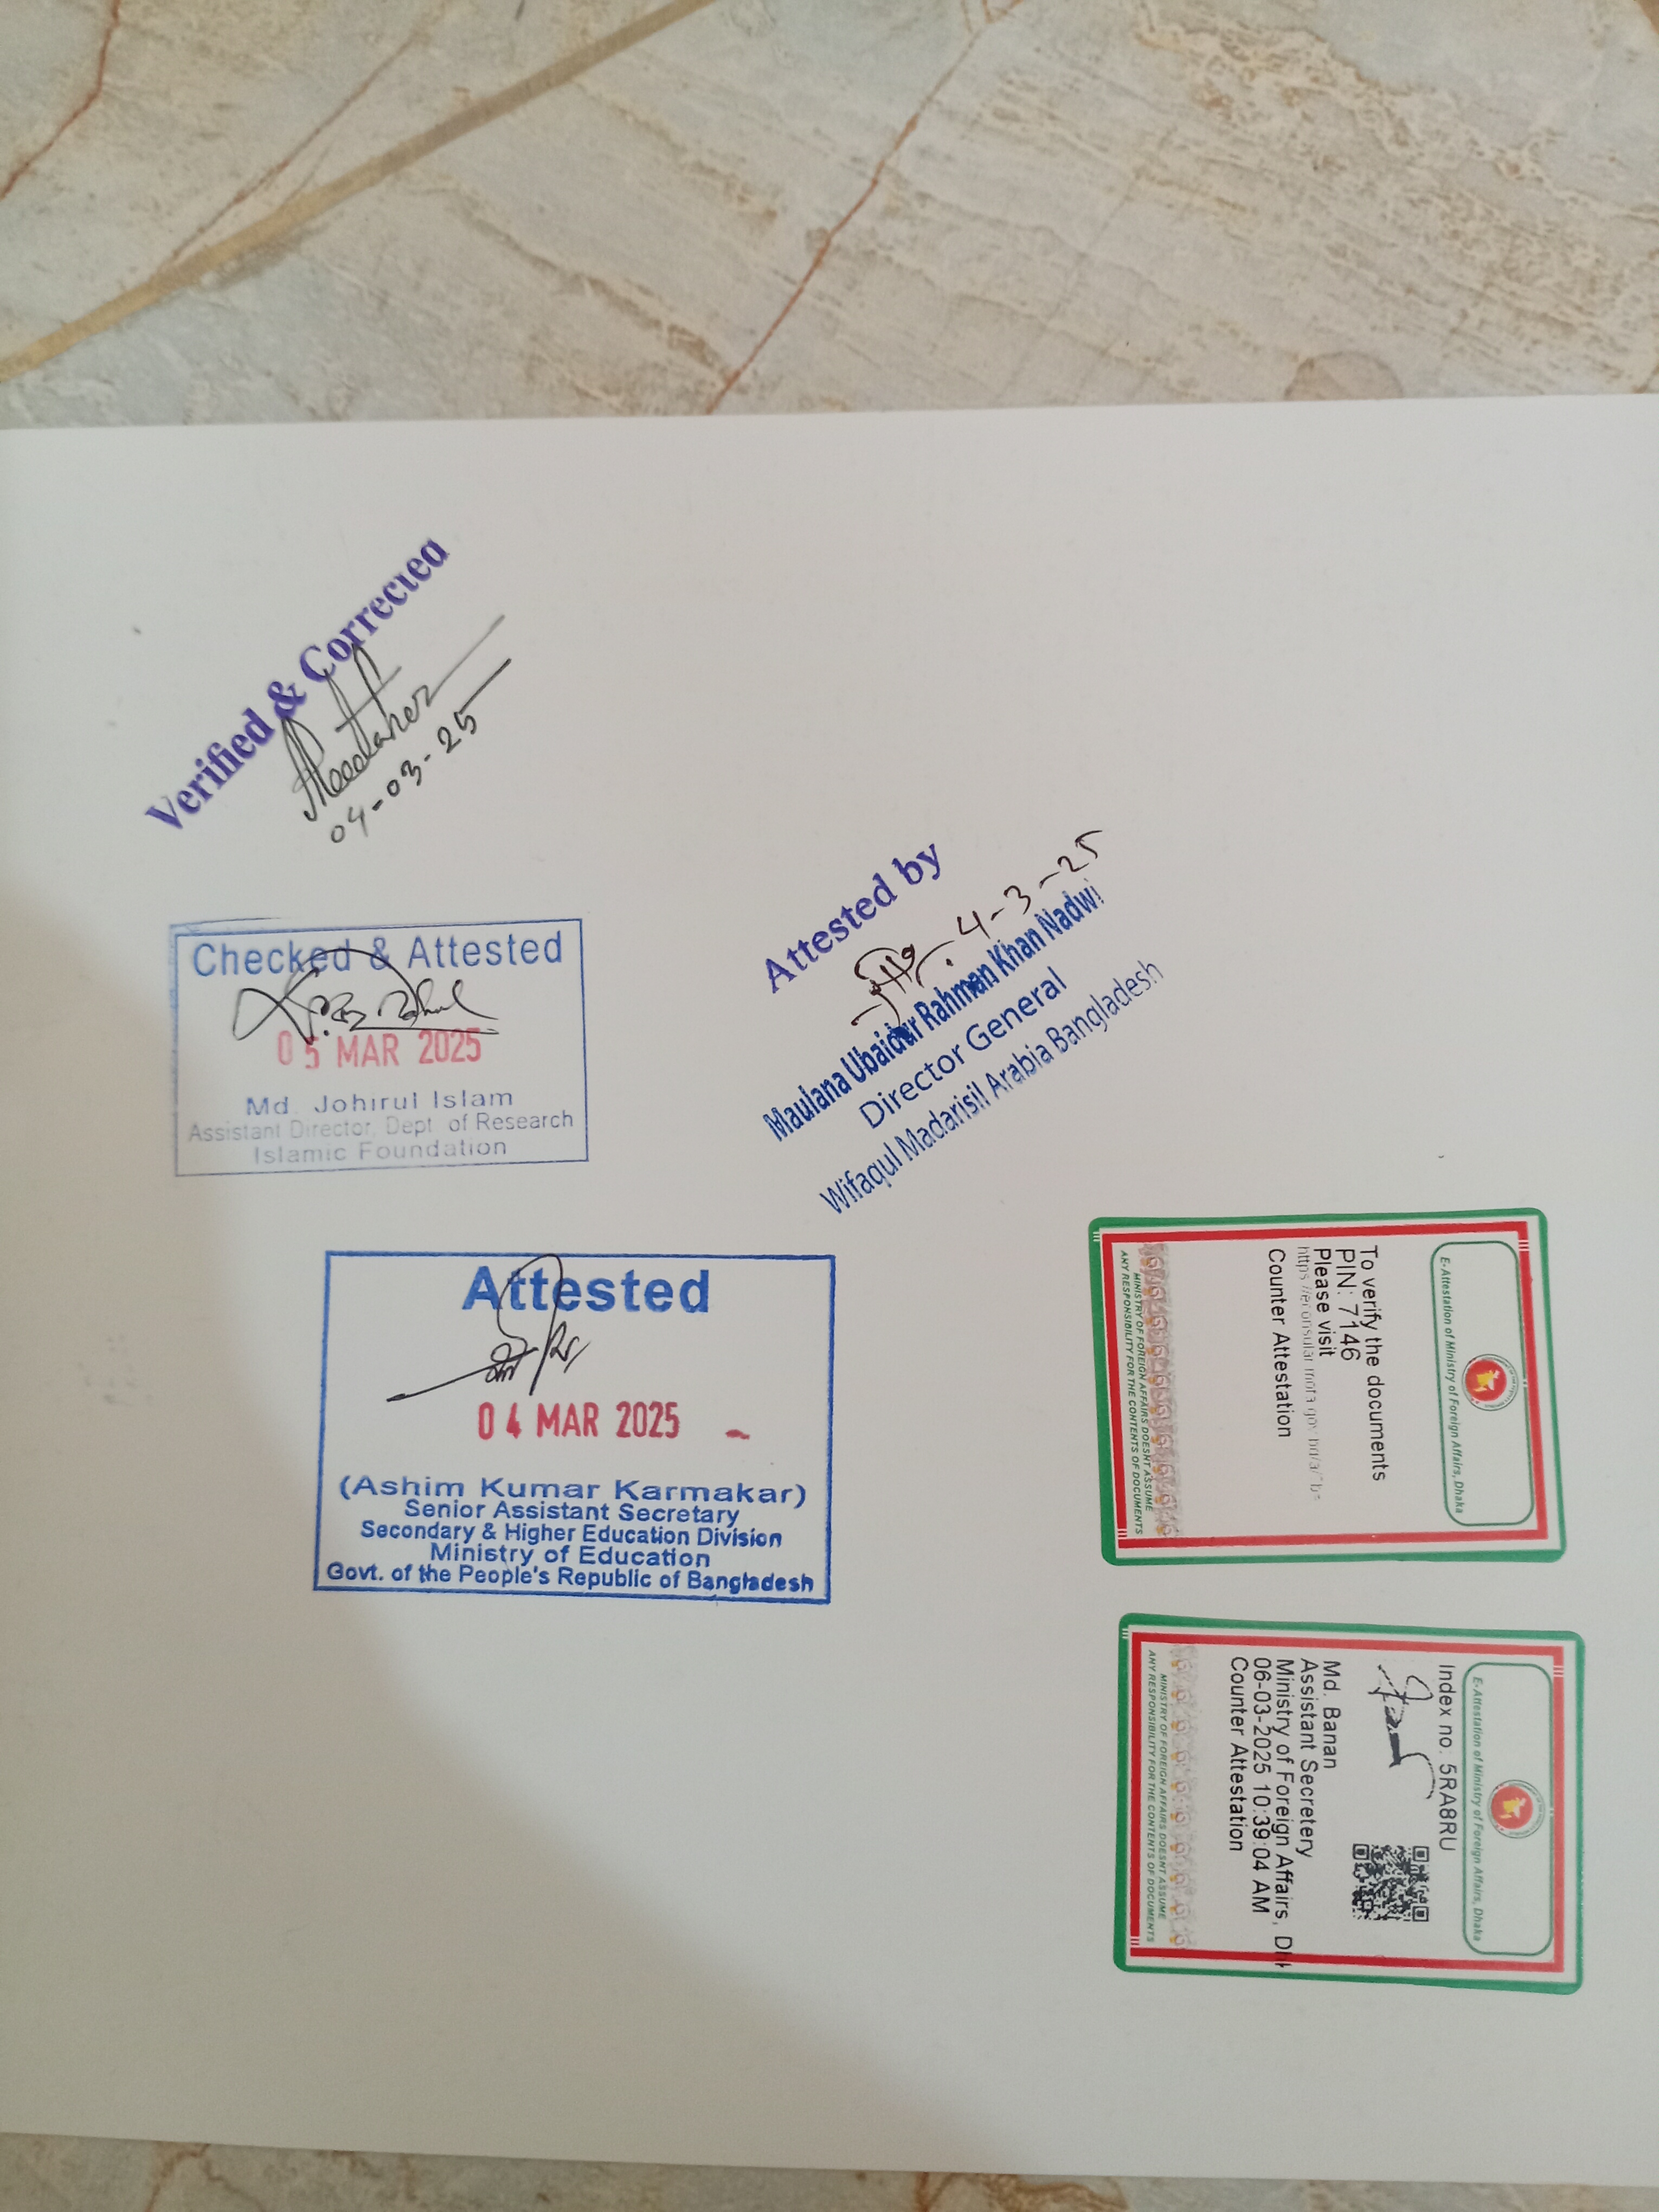 Verified & Corrected
04-03-25
Checked & Attested
05 MAR 2025
Md. Johirul Islam
Assistant Director, Dept. of Research
Islamic Foundation
Attested by
4-3-25
Maulana Ubaidur Rahman Khan Nadwi
Director General
Wifaqul Madarisil Arabia Bangladesh
Attested
04 MAR 2025
(Ashim Kumar Karmakar)
Senior Assistant Secretary
Secondary & Higher Education Division
Ministry of Education
Govt. of the People's Republic of Bangladesh
E-Attestation of Ministry of Foreign Affairs, Dhaka
To verify the documents
PIN: 7146
Please visit
Counter Attestation
MINISTRY OF FOREIGN AFFAIRS DOESNT ASSUME
ANY RESPONSIBILITY FOR THE CONTENTS OF DOCUMENTS
E-Attestation of Ministry of Foreign Affairs, Dhaka
Index no: 5RA8RU
Md. Banan
Assistant Secretery
Ministry of Foreign Affairs,
06-03-2025 10:39:04 AM
Counter Attestation
MINISTRY OF FOREIGN AFFAIRS DOESNT ASSUME
ANY RESPONSIBILITY FOR THE CONTENTS OF DOCUMENTS